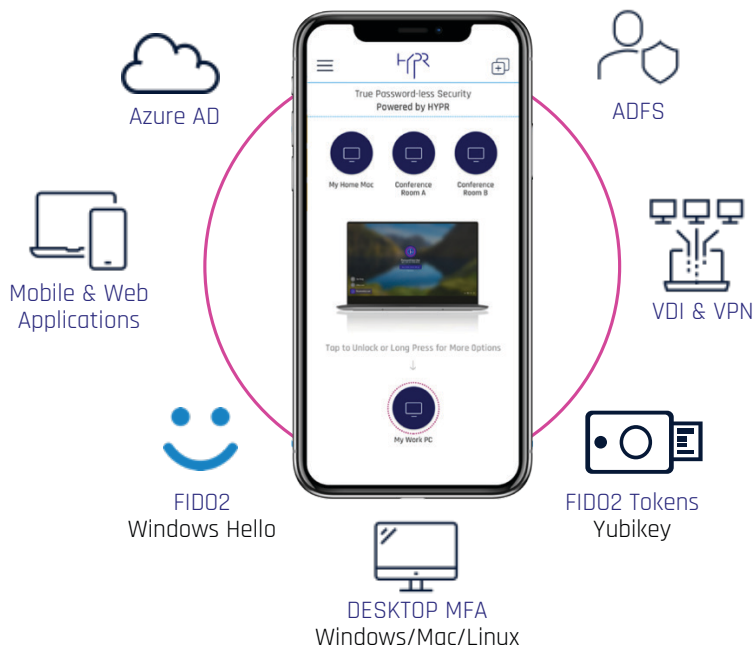 HYPR
True Password-less Security
Powered by HYPR
My Home Mac
Conference
Room A
Conference
Room B
Tap to Unlock or Long Press for More Options
My Work PC
Azure AD
ADFS
Mobile & Web
Applications
VDI & VPN
FIDO2
Windows Hello
FIDO2 Tokens
Yubikey
DESKTOP MFA
Windows/Mac/Linux